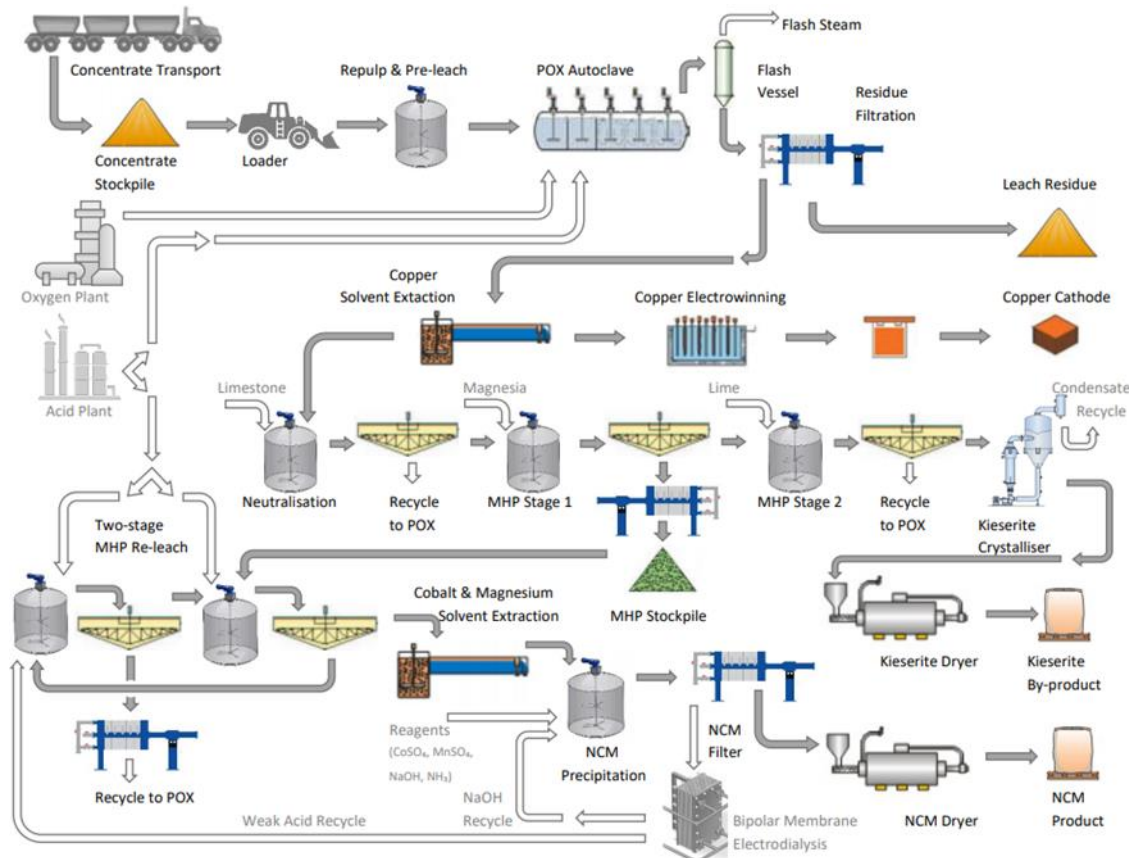 Flash Steam
Concentrate Transport
Repulp & Pre-leach
POX Autoclave
Flash
Vessel
Residue
Filtration
Concentrate
Stockpile
Loader
Leach Residue
Oxygen Plant
Copper
Solvent Extaction
Copper Electrowinning
Copper Cathode
Acid Plant
Limestone
Magnesia
Lime
Condensate
Recycle
Neutralisation
Recycle
to POX
MHP Stage 1
MHP Stage 2
Recycle
to POX
Kieserite
Crystalliser
Two-stage
MHP Re-leach
MHP Stockpile
Cobalt & Magnesium
Solvent Extraction
Kieserite Dryer
Kieserite
By-product
Reagents
(CoSO₄, MnSO₄,
NaOH, NH₃)
NCM
Precipitation
NCM
Filter
Recycle to POX
Weak Acid Recycle
NaOH
Recycle
Bipolar Membrane
Electrodialysis
NCM Dryer
NCM
Product